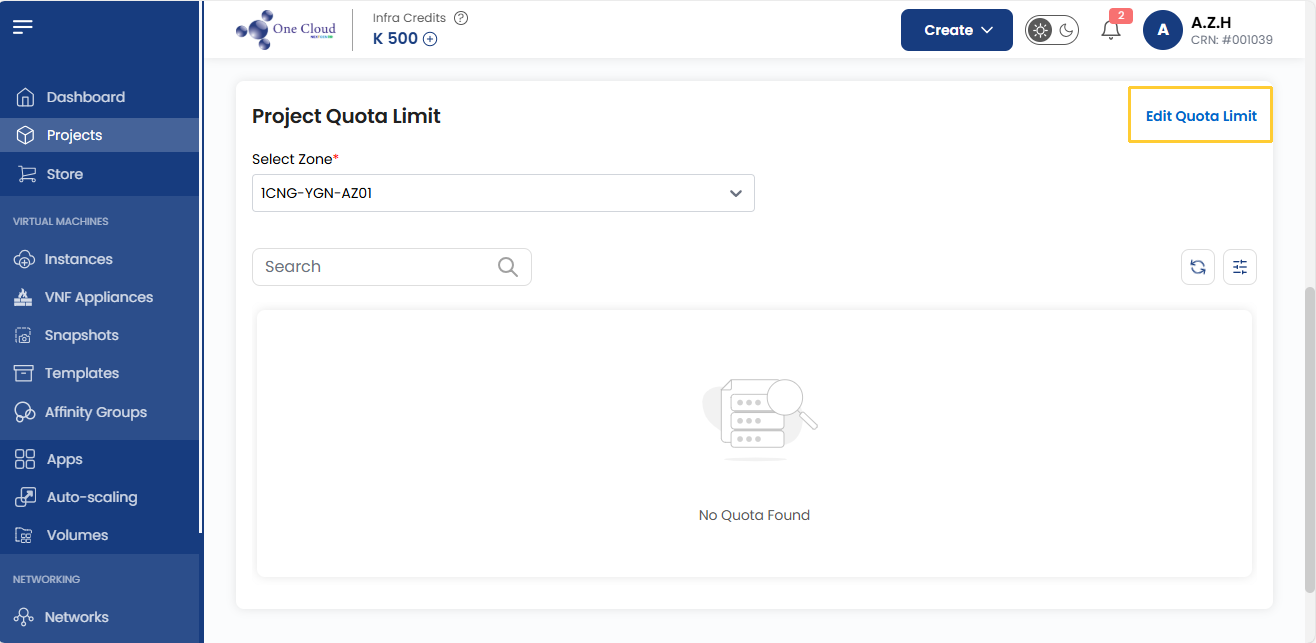 One Cloud
Infra Credits ?
K 500
Create
2
A
A.Z.H
CRN: #001039
Dashboard
Projects
Store
VIRTUAL MACHINES
Instances
VNF Appliances
Snapshots
Templates
Affinity Groups
Apps
Auto-scaling
Volumes
NETWORKING
Networks
Project Quota Limit
Edit Quota Limit
Select Zone*
1CNG-YGN-AZ01
Search
No Quota Found